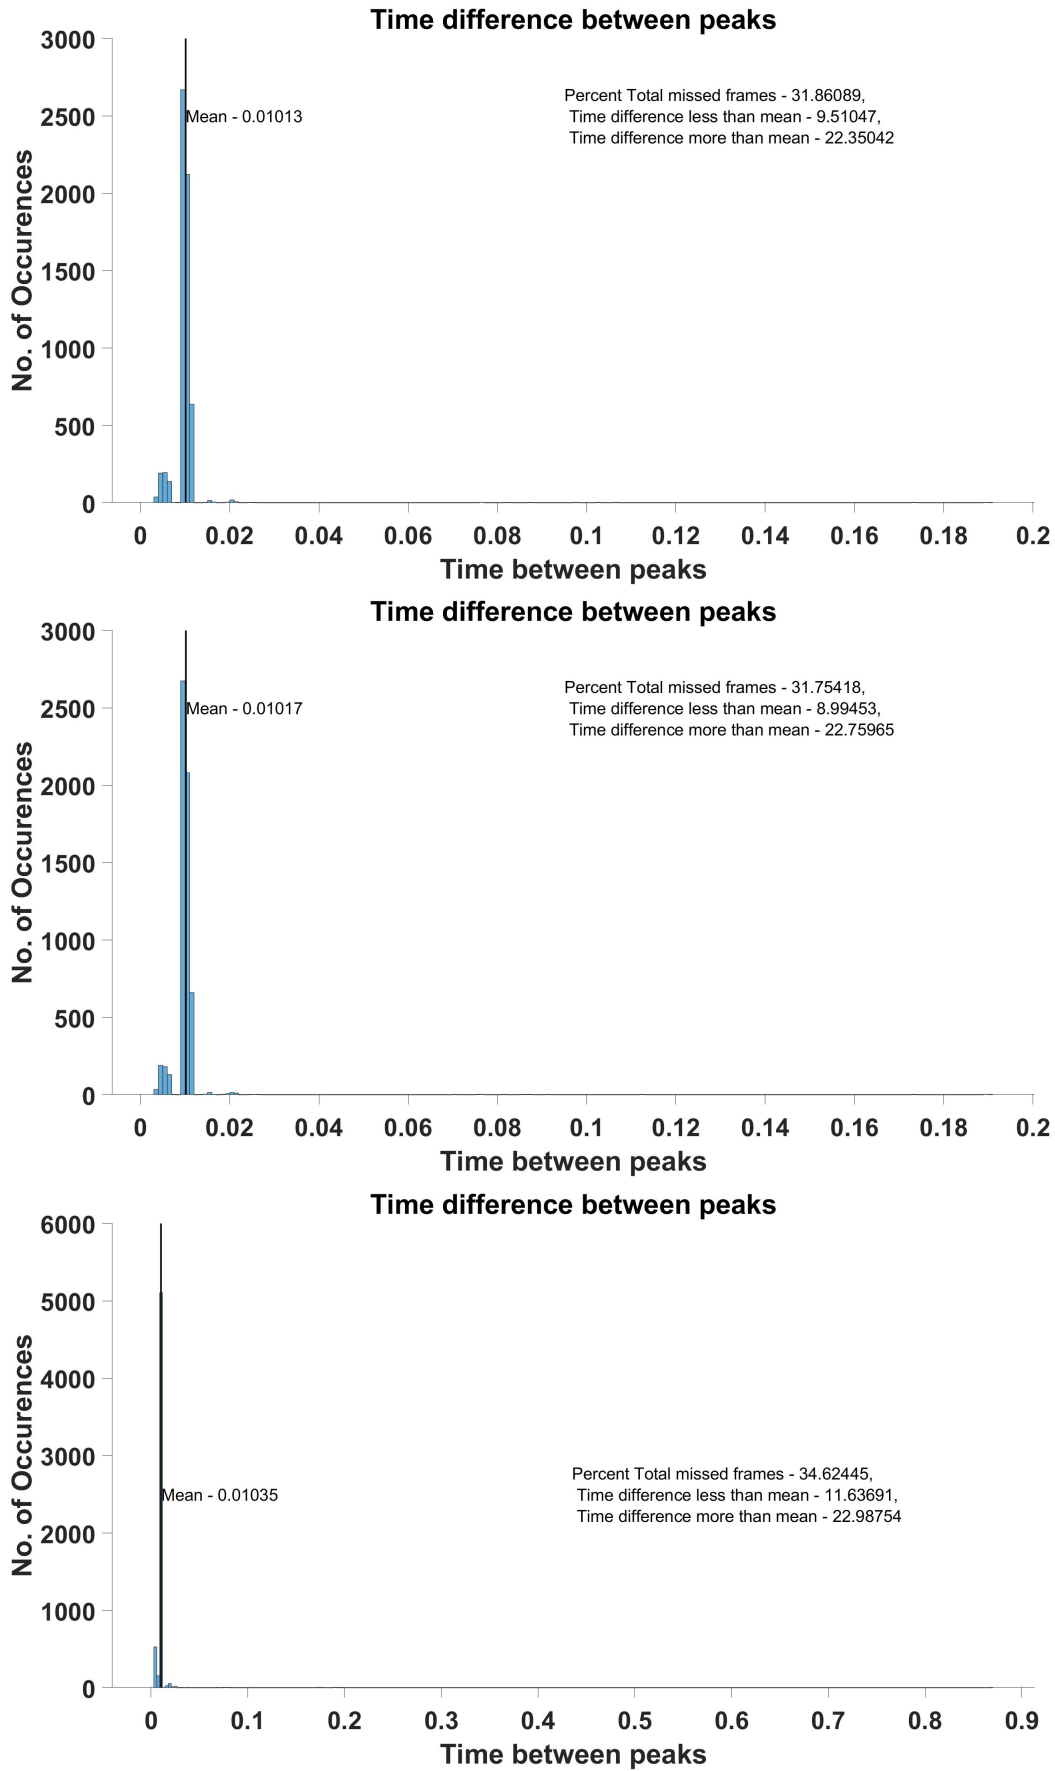 Time difference between peaks
3000
2500
2000
1500
1000
500
0
No. of Occurences
Mean - 0.01013
Percent Total missed frames - 31.86089,
Time difference less than mean - 9.51047,
Time difference more than mean - 22.35042
0 0.02 0.04 0.06 0.08 0.1 0.12 0.14 0.16 0.18 0.2
Time between peaks
Time difference between peaks
3000
2500
2000
1500
1000
500
0
No. of Occurences
Mean - 0.01017
Percent Total missed frames - 31.75418,
Time difference less than mean - 8.99453,
Time difference more than mean - 22.75965
0 0.02 0.04 0.06 0.08 0.1 0.12 0.14 0.16 0.18 0.2
Time between peaks
Time difference between peaks
6000
5000
4000
3000
2000
1000
0
No. of Occurences
Mean - 0.01035
Percent Total missed frames - 34.62445,
Time difference less than mean - 11.63691,
Time difference more than mean - 22.98754
0 0.1 0.2 0.3 0.4 0.5 0.6 0.7 0.8 0.9
Time between peaks